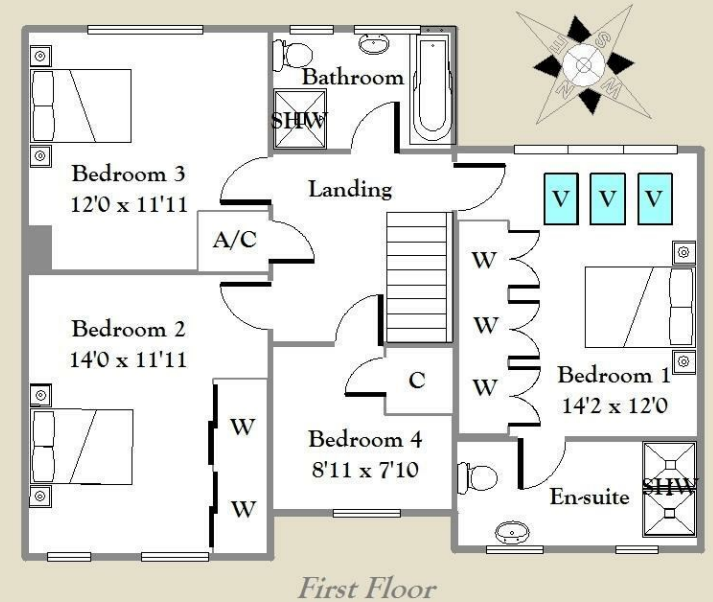 Bathroom
SHW
E
S
N
W
Bedroom 3
12'0 x 11'11
Landing
V
V
V
A/C
W
W
W
Bedroom 2
14'0 x 11'11
Bedroom 1
14'2 x 12'0
C
W
W
Bedroom 4
8'11 x 7'10
En-suite
SHW
First Floor